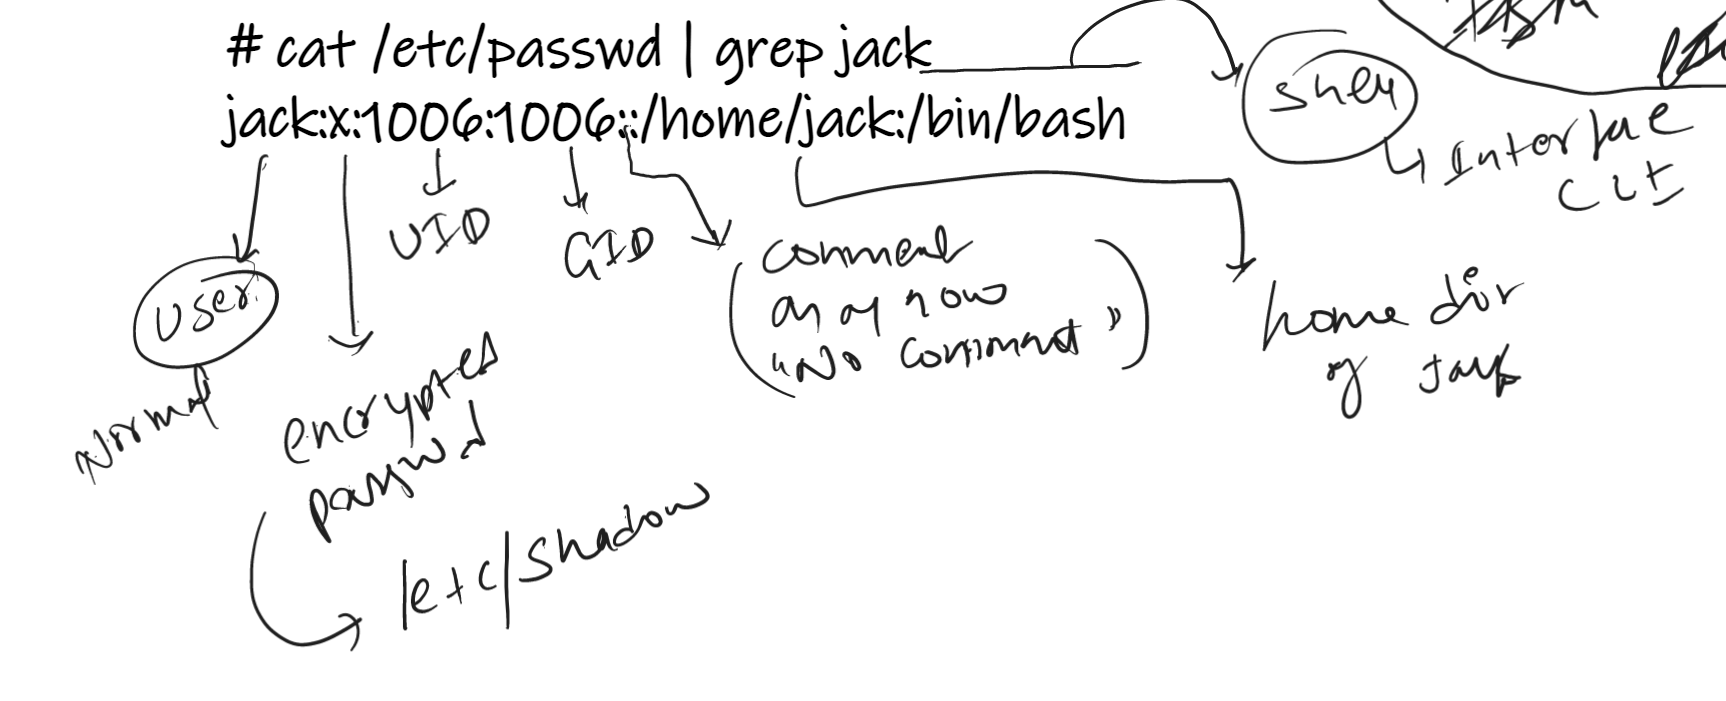 # cat /etc/passwd | grep jack
jack:x:1006:1006::/home/jack:/bin/bash
shell
Interface
CLI
UID
GID
user
Normal
encrypted
passwd
/etc/shadow
(comment
as of now
"No comment")
home dir
of jack